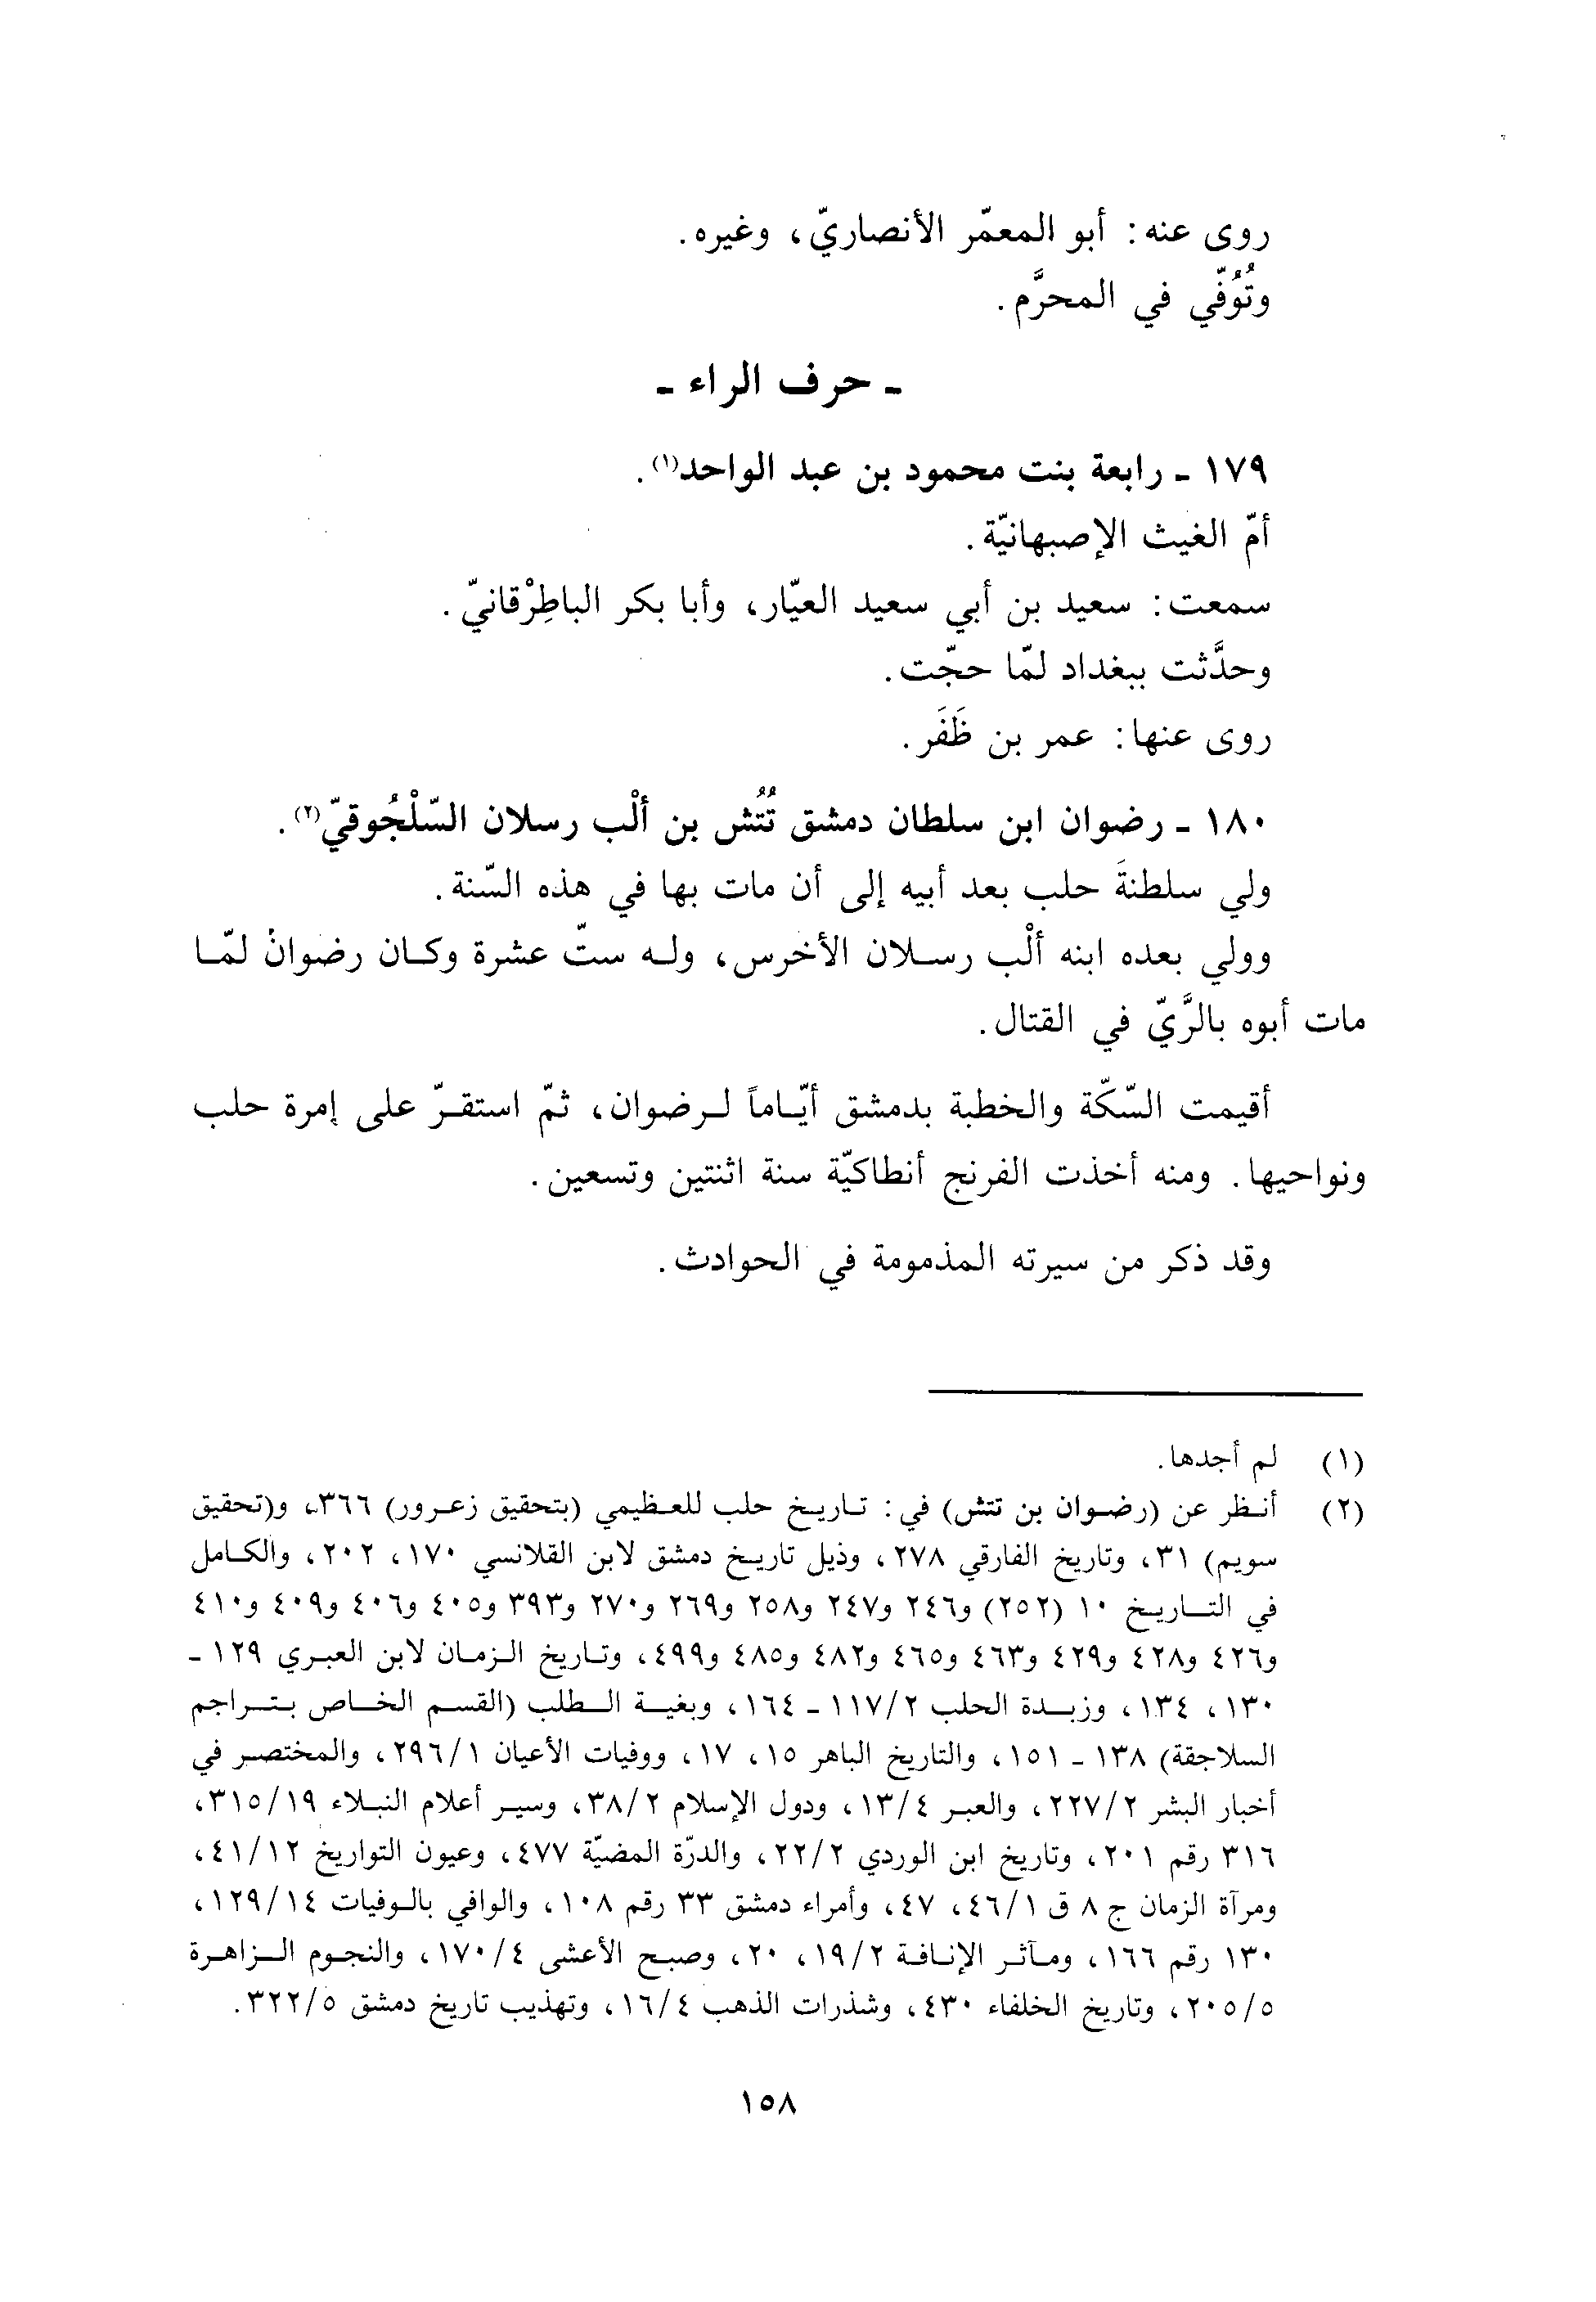 روى عنه: أبو المعمّر الأنصاريّ، وغيره.
وتُوُفّي في المحرَّم.
ـ حرف الراء ـ
١٧٩ ـ رابعة بنت محمود بن عبد الواحد(١).
أمّ الغيث الإصبهانيّة.
سمعت: سعيد بن أبي سعيد العيّار، وأبا بكر الباطِرْقانيّ.
وحدَّثت ببغداد لمّا حجّت.
روى عنها: عمر بن ظَفَر.
١٨٠ ـ رضوان ابن سلطان دمشق تُتُش بن ألْب رسلان السّلْجُوقيّ(٢).
ولي سلطنةَ حلب بعد أبيه إلى أن مات بها في هذه السّنة.
وولي بعده ابنه ألْب رسلان الأخرس، وله ستّ عشرة وكان رضوانْ لمّا
مات أبوه بالرَّيّ في القتال.
أقيمت السّكّة والخطبة بدمشق أيّاماً لرضوان، ثمّ استقرّ على إمرة حلب
ونواحيها. ومنه أخذت الفرنج أنطاكيّة سنة اثنتين وتسعين.
وقد ذكر من سيرته المذمومة في الحوادث.
(١) لم أجدها.
(٢) أنظر عن (رضوان بن تتش) في: تاريخ حلب للعظيمي (بتحقيق زعرور) ٣٦٦، و(تحقيق
سويم) ٣١، وتاريخ الفارقي ٢٧٨، وذيل تاريخ دمشق لابن القلانسي ١٧٠، ٢٠٢، والكامل
في التاريخ ١٠ (٢٥٢) و٢٤٦ و٢٤٧ و٢٥٨ و٢٦٩ و٢٧٠ و٣٩٣ و٤٠٥ و٤٠٦ و٤٠٩ و٤١٠
و٤٢٦ و٤٢٨ و٤٢٩ و٤٦٣ و٤٦٥ و٤٨٢ و٤٨٥ و٤٩٩، وتاريخ الزمان لابن العبري ١٢٩ ـ
١٣٠، ١٣٤، وزبدة الحلب ١١٧/٢ ـ ١٦٤، وبغية الطلب (القسم الخاص بتراجم
السلاجقة) ١٣٨ ـ ١٥١، والتاريخ الباهر ١٥، ١٧، ووفيات الأعيان ٢٩٦/١، والمختصر في
أخبار البشر ٢٢٧/٢، والعبر ١٣/٤، ودول الإسلام ٣٨/٢، وسير أعلام النبلاء ٣١٥/١٩،
٣١٦ رقم ٢٠١، وتاريخ ابن الوردي ٢٢/٢، والدرّة المضيّة ٤٧٧، وعيون التواريخ ٤١/١٢،
ومرآة الزمان ج ٨ ق ٤٦/١، ٤٧، وأمراء دمشق ٣٣ رقم ١٠٨، والوافي بالوفيات ١٢٩/١٤،
١٣٠ رقم ١٦٦، ومآثر الإنافة ١٩/٢، ٢٠، وصبح الأعشى ١٧٠/٤، والنجوم الزاهرة
٢٠٥/٥، وتاريخ الخلفاء ٤٣٠، وشذرات الذهب ١٦/٤، وتهذيب تاريخ دمشق ٣٢٢/٥.
١٥٨